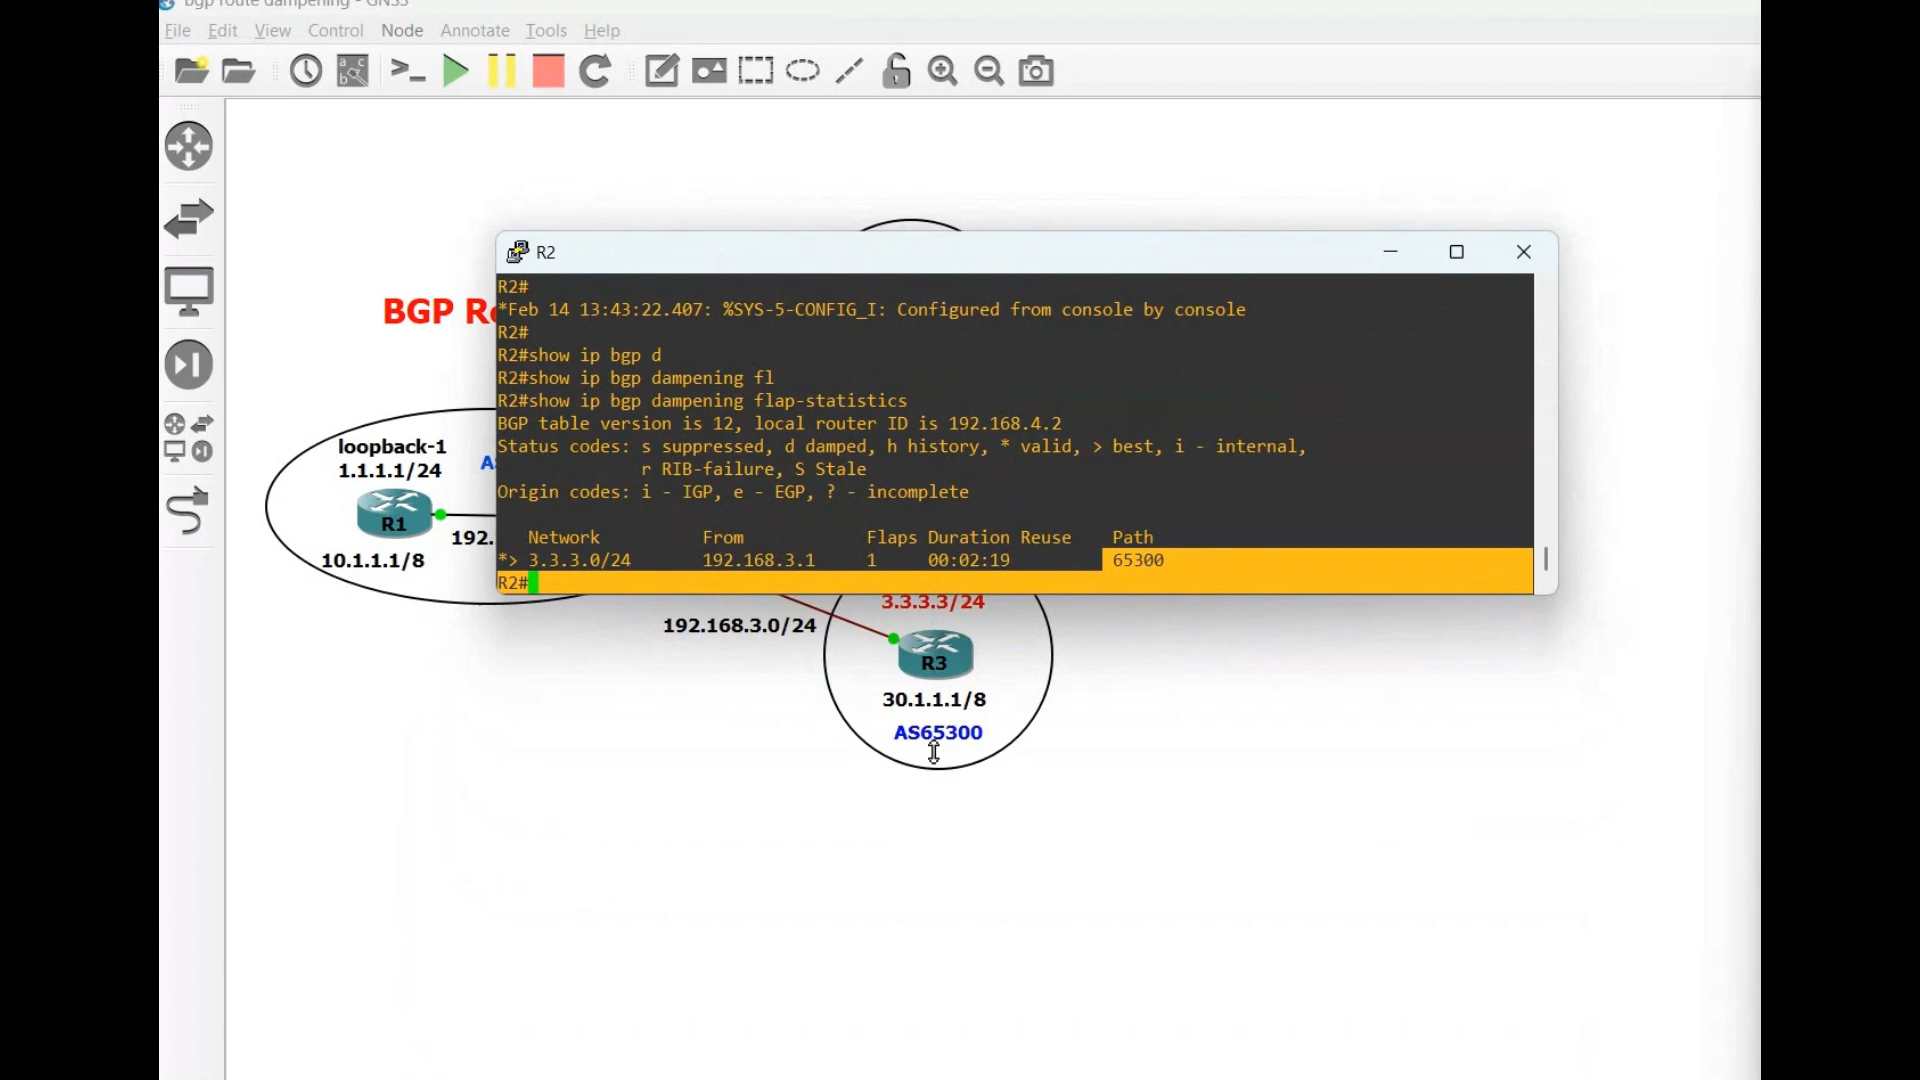 bgp route dampening - GNS3
File Edit View Control Node Annotate Tools Help
BGP R
R2
R2#
*Feb 14 13:43:22.407: %SYS-5-CONFIG_I: Configured from console by console
R2#
R2#show ip bgp d
R2#show ip bgp dampening fl
R2#show ip bgp dampening flap-statistics
BGP table version is 12, local router ID is 192.168.4.2
Status codes: s suppressed, d damped, h history, * valid, > best, i - internal,
r RIB-failure, S Stale
Origin codes: i - IGP, e - EGP, ? - incomplete
Network From Flaps Duration Reuse Path
*> 3.3.3.0/24 192.168.3.1 1 00:02:19 65300
R2#
loopback-1
1.1.1.1/24
R1
192.
10.1.1.1/8
3.3.3.3/24
192.168.3.0/24
R3
30.1.1.1/8
AS65300